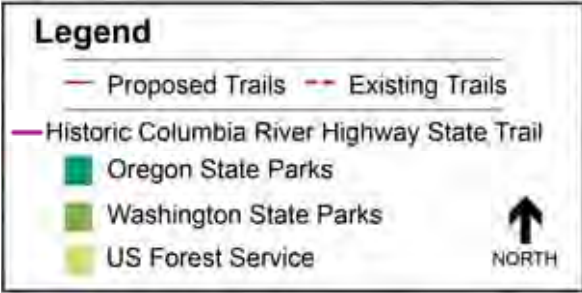 Legend
Proposed Trails Existing Trails
Historic Columbia River Highway State Trail
Oregon State Parks
Washington State Parks
US Forest Service
NORTH